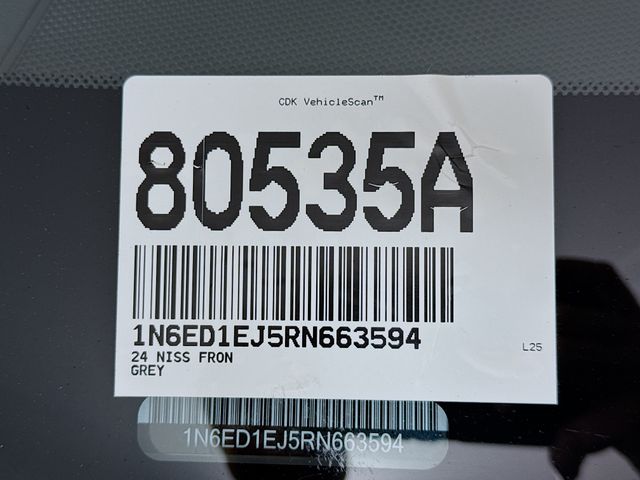 CDK VehicleScan™
80535A
1N6ED1EJ5RN663594
24 NISS FRON
GREY
L25
1N6ED1EJ5RN663594